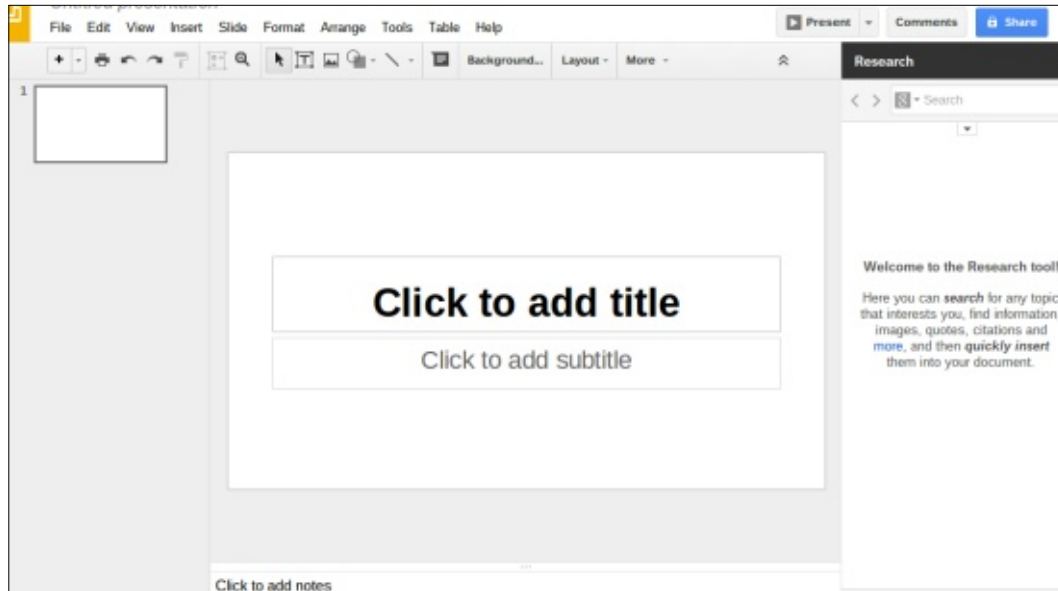 Untitled presentation
File Edit View Insert Slide Format Arrange Tools Table Help
Present Comments Share
Background... Layout More
Research
1
Search
Welcome to the Research tool!
Here you can search for any topic
that interests you, find information,
images, quotes, citations and
more, and then quickly insert
them into your document.
Click to add title
Click to add subtitle
Click to add notes